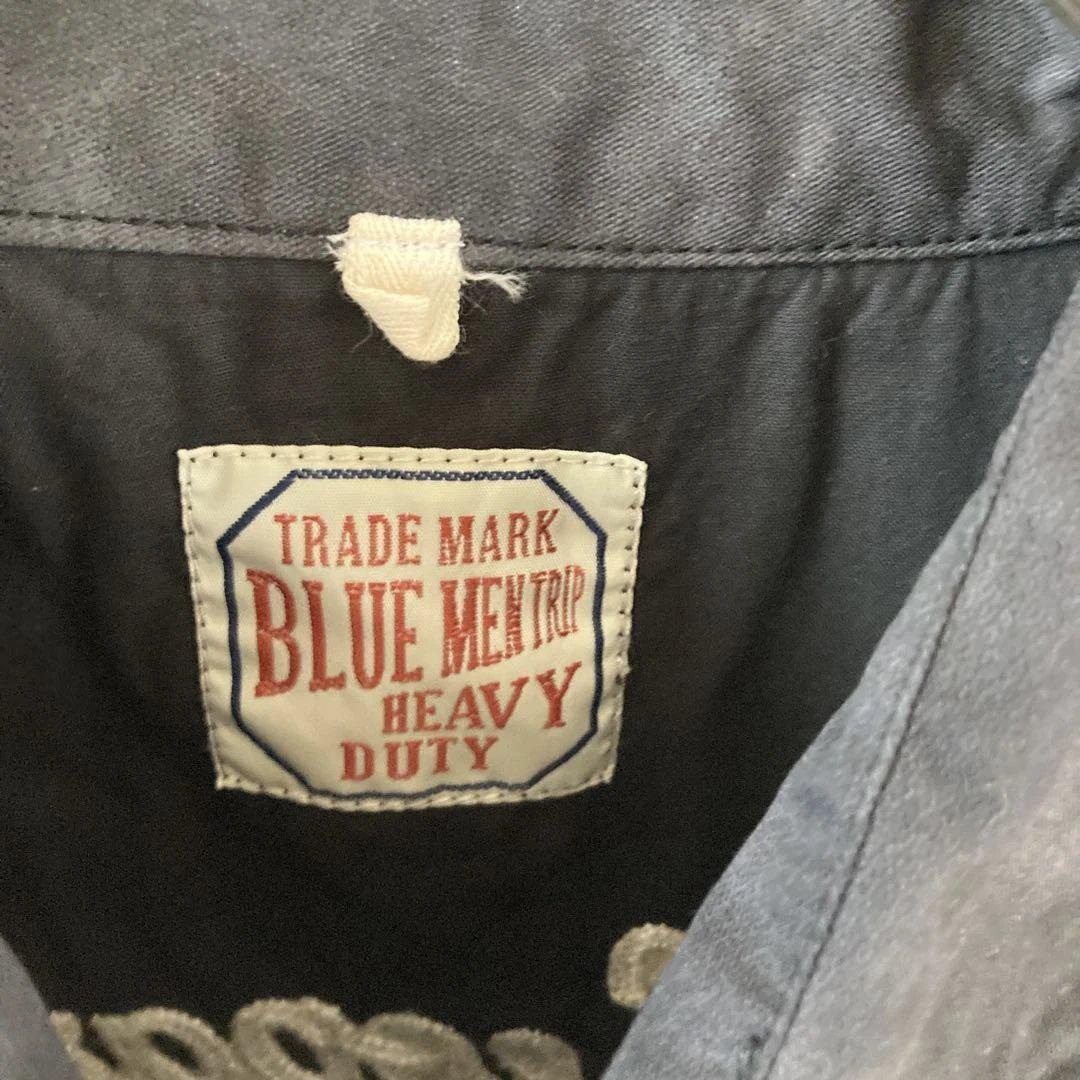 TRADE MARK
BLUE MEN TRIP
HEAVY
DUTY